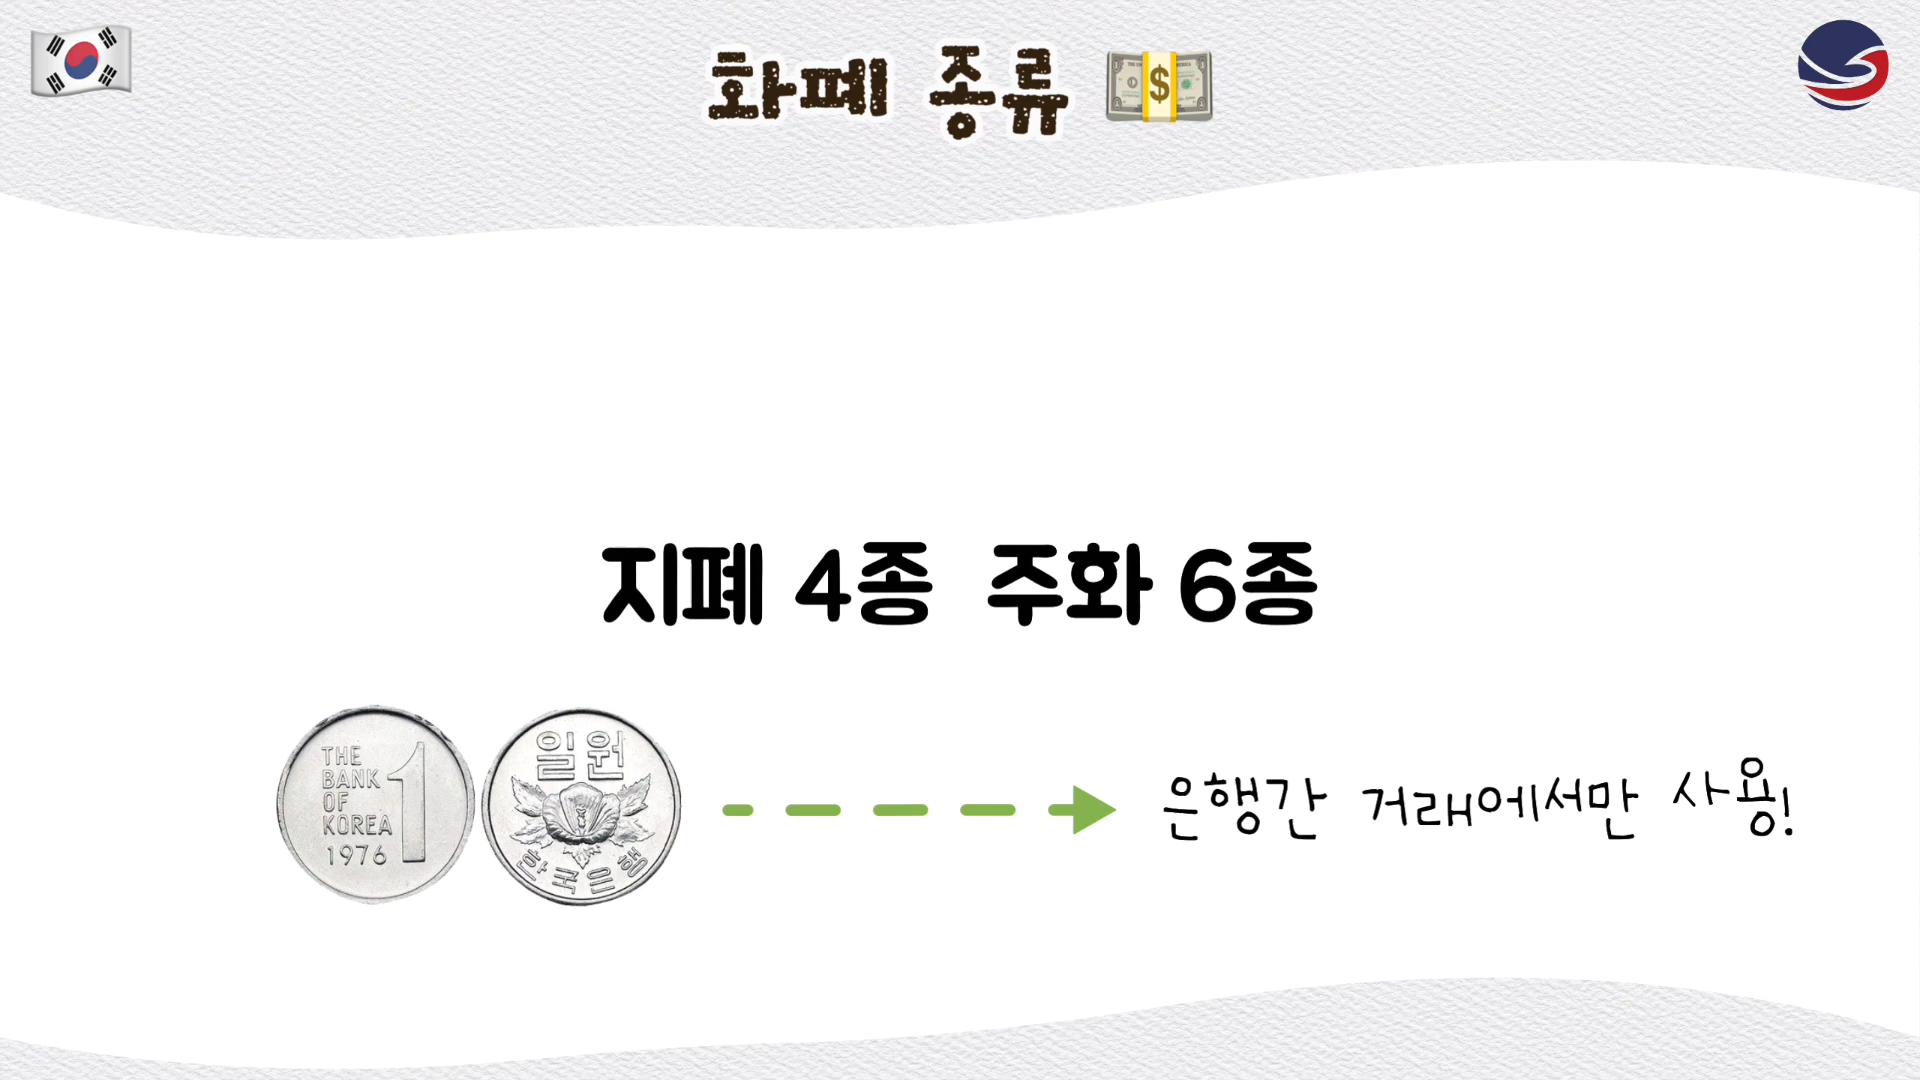 화폐 종류
지폐 4종 주화 6종
THE
BANK
OF
KOREA
1976
1
일원
한국은행
은행간 거래에서만 사용!